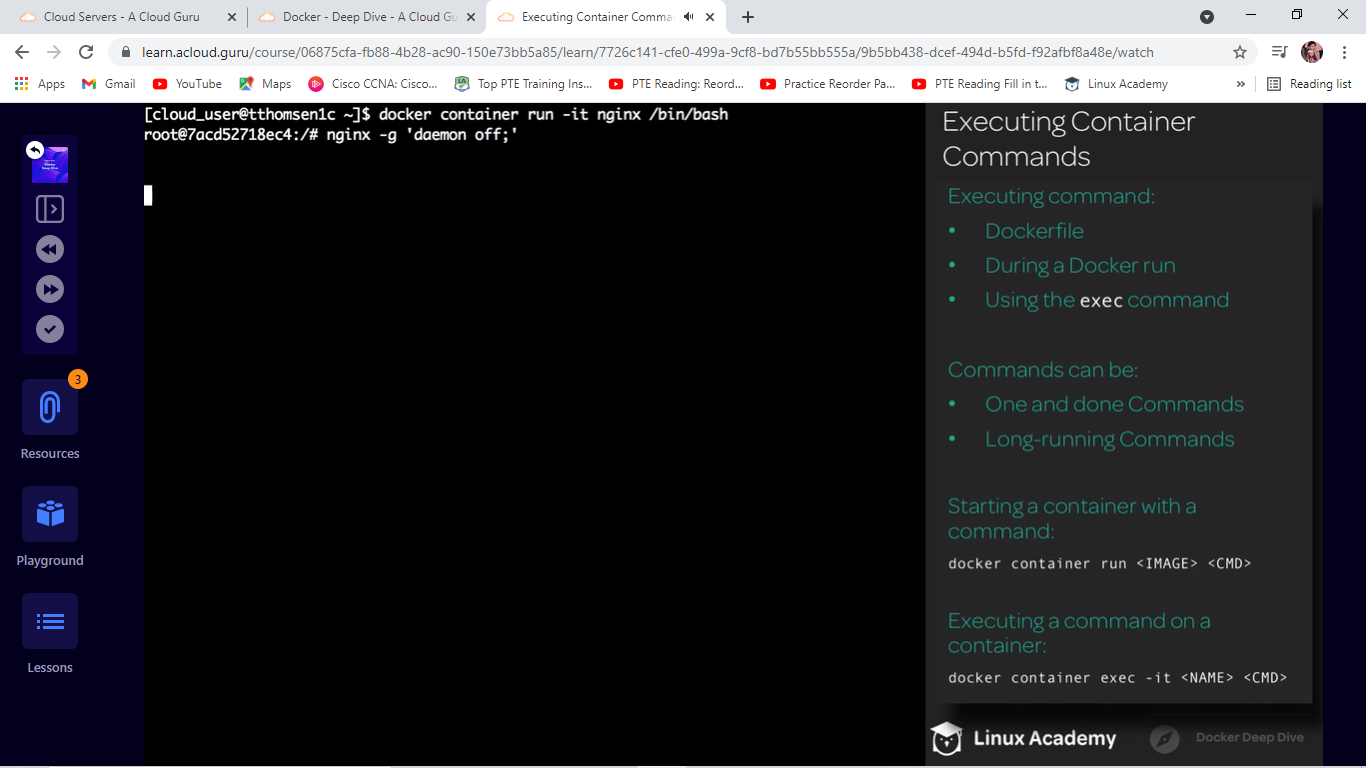 Cloud Servers - A Cloud Guru
Docker - Deep Dive - A Cloud Gu
Executing Container Comma
learn.acloud.guru/course/06875cfa-fb88-4b28-ac90-150e73bb5a85/learn/7726c141-cfe0-499a-9cf8-bd7b55bb555a/9b5bb438-dcef-494d-b5fd-f92afbf8a48e/watch
Apps
Gmail
YouTube
Maps
Cisco CCNA: Cisco...
Top PTE Training Ins...
PTE Reading: Reord...
Practice Reorder Pa...
PTE Reading Fill in t...
Linux Academy
»
Reading list
3
Resources
Playground
Lessons
[cloud_user@tthomsen1c ~]$ docker container run -it nginx /bin/bash
root@7acd52718ec4:/# nginx -g 'daemon off;'
Executing Container
Commands
Executing command:
• Dockerfile
• During a Docker run
• Using the exec command
Commands can be:
• One and done Commands
• Long-running Commands
Starting a container with a
command:
docker container run <IMAGE> <CMD>
Executing a command on a
container:
docker container exec -it <NAME> <CMD>
Linux Academy
Docker Deep Dive